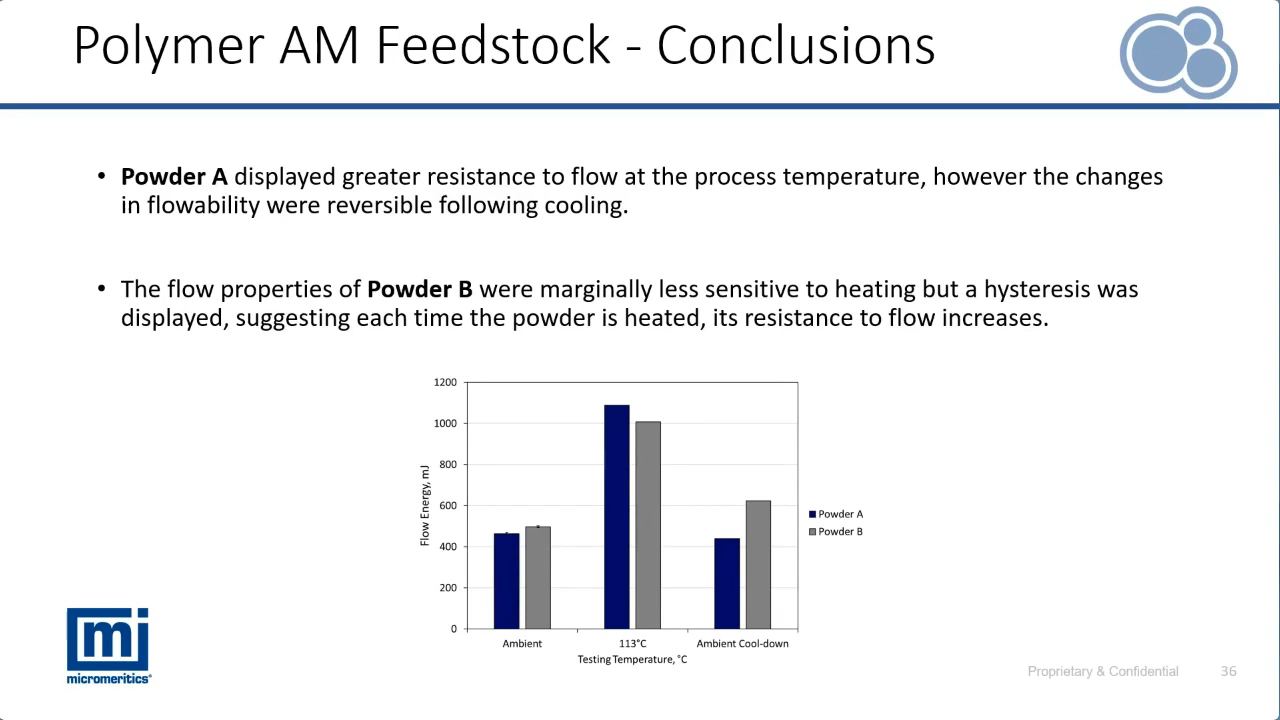 Polymer AM Feedstock - Conclusions
• Powder A displayed greater resistance to flow at the process temperature, however the changes
in flowability were reversible following cooling.
• The flow properties of Powder B were marginally less sensitive to heating but a hysteresis was
displayed, suggesting each time the powder is heated, its resistance to flow increases.
1200
1000
800
600
400
200
0
Flow Energy, mJ
Ambient 113°C Ambient Cool-down
Testing Temperature, °C
Powder A
Powder B
mi
micromeritics®
Proprietary & Confidential 36